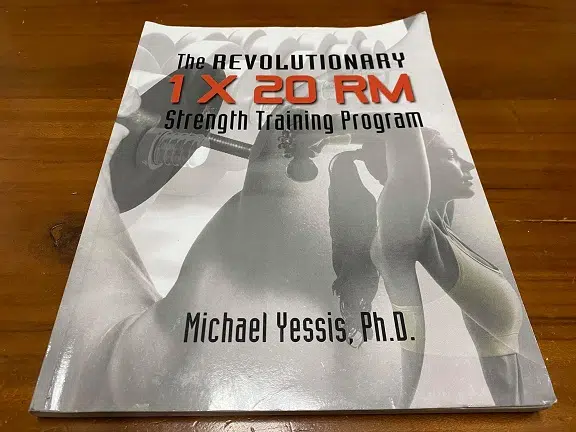 The REVOLUTIONARY
1 X 20 RM
Strength Training Program
Michael Yessis, Ph.D.